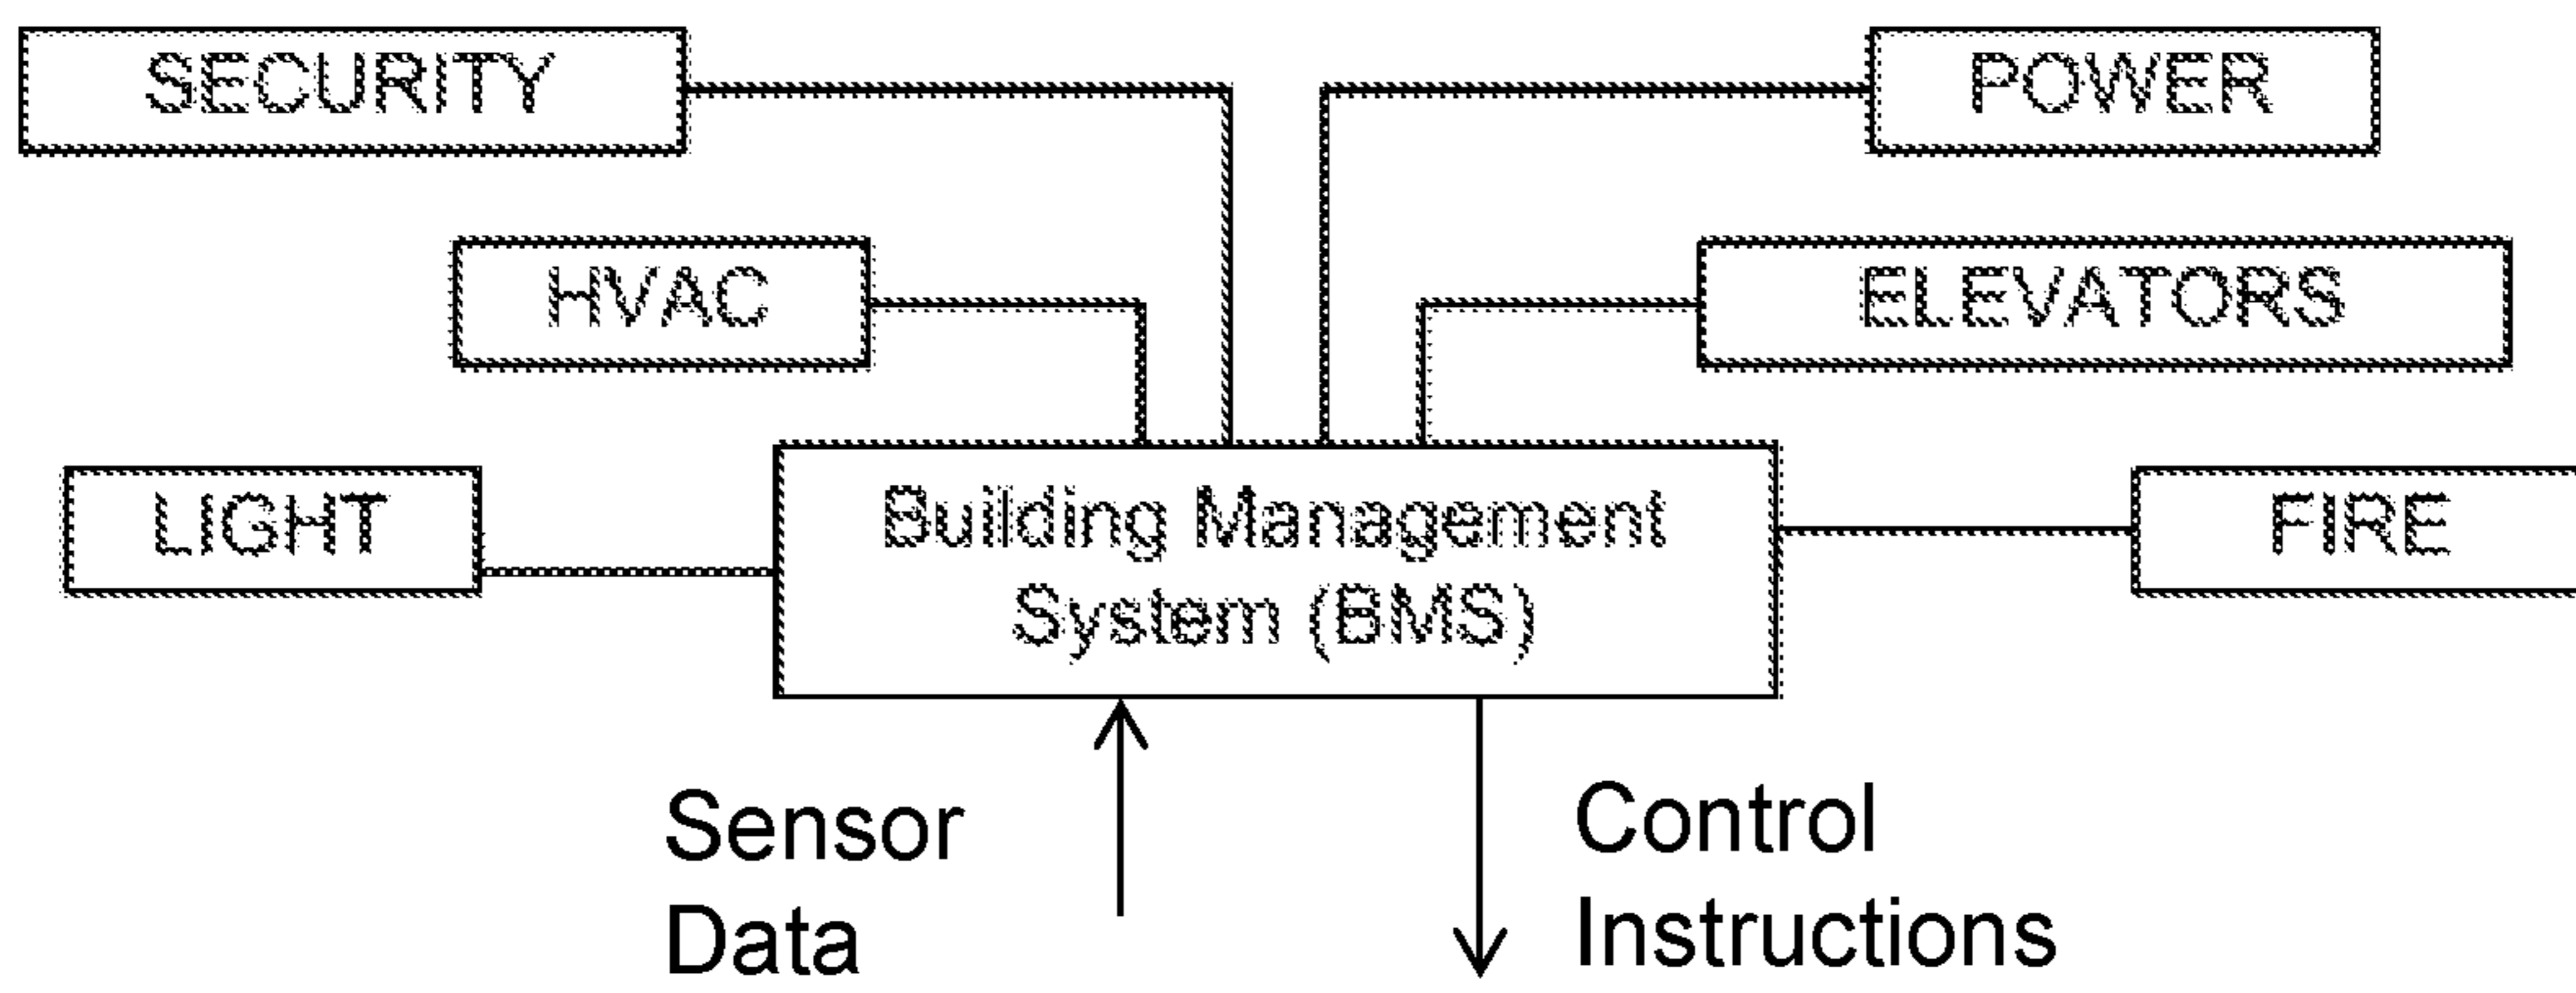 SECURITY
POWER
HVAC
ELEVATORS
LIGHT
Building Management
System (BMS)
FIRE
Sensor
Data
Control
Instructions